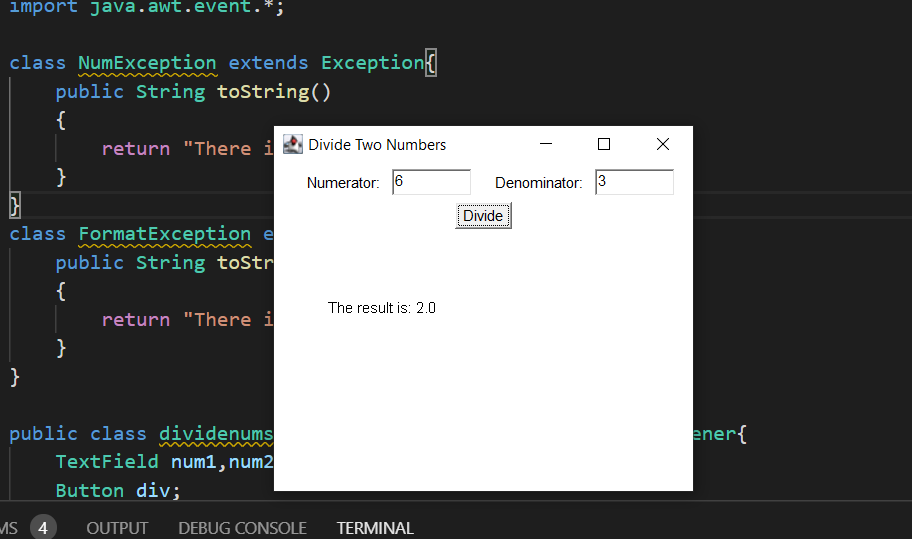 import java.awt.event.*;
class NumException extends Exception{
public String toString()
{
return "There i
}
}
class FormatException e
public String toStr
{
return "There i
}
}
public class dividenums ener{
TextField num1,num2
Button div;
Divide Two Numbers
Numerator: 6 Denominator: 3
Divide
The result is: 2.0
MS 4 OUTPUT DEBUG CONSOLE TERMINAL